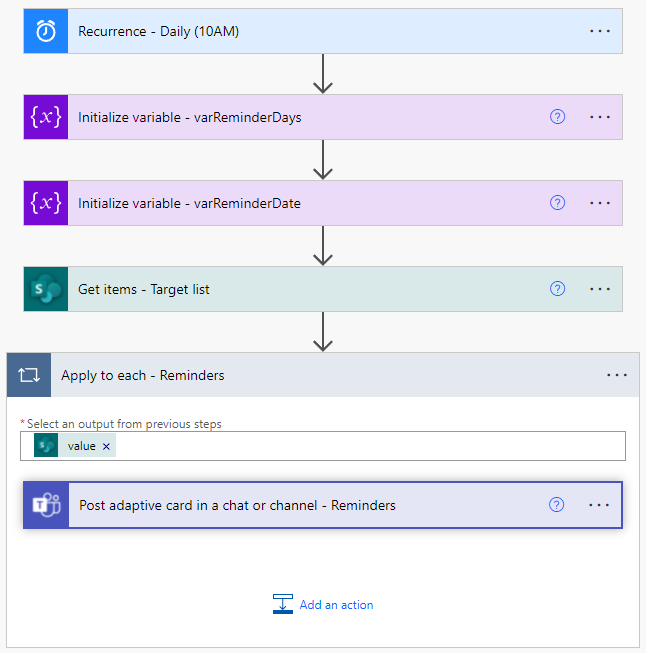 Recurrence - Daily (10AM)
{x} Initialize variable - varReminderDays
{x} Initialize variable - varReminderDate
S Get items - Target list
Apply to each - Reminders
* Select an output from previous steps
S value ×
T Post adaptive card in a chat or channel - Reminders
Add an action